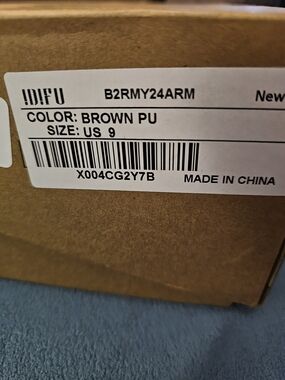 IDIFU B2RMY24ARM New
COLOR: BROWN PU
SIZE: US 9
X004CG2Y7B
MADE IN CHINA